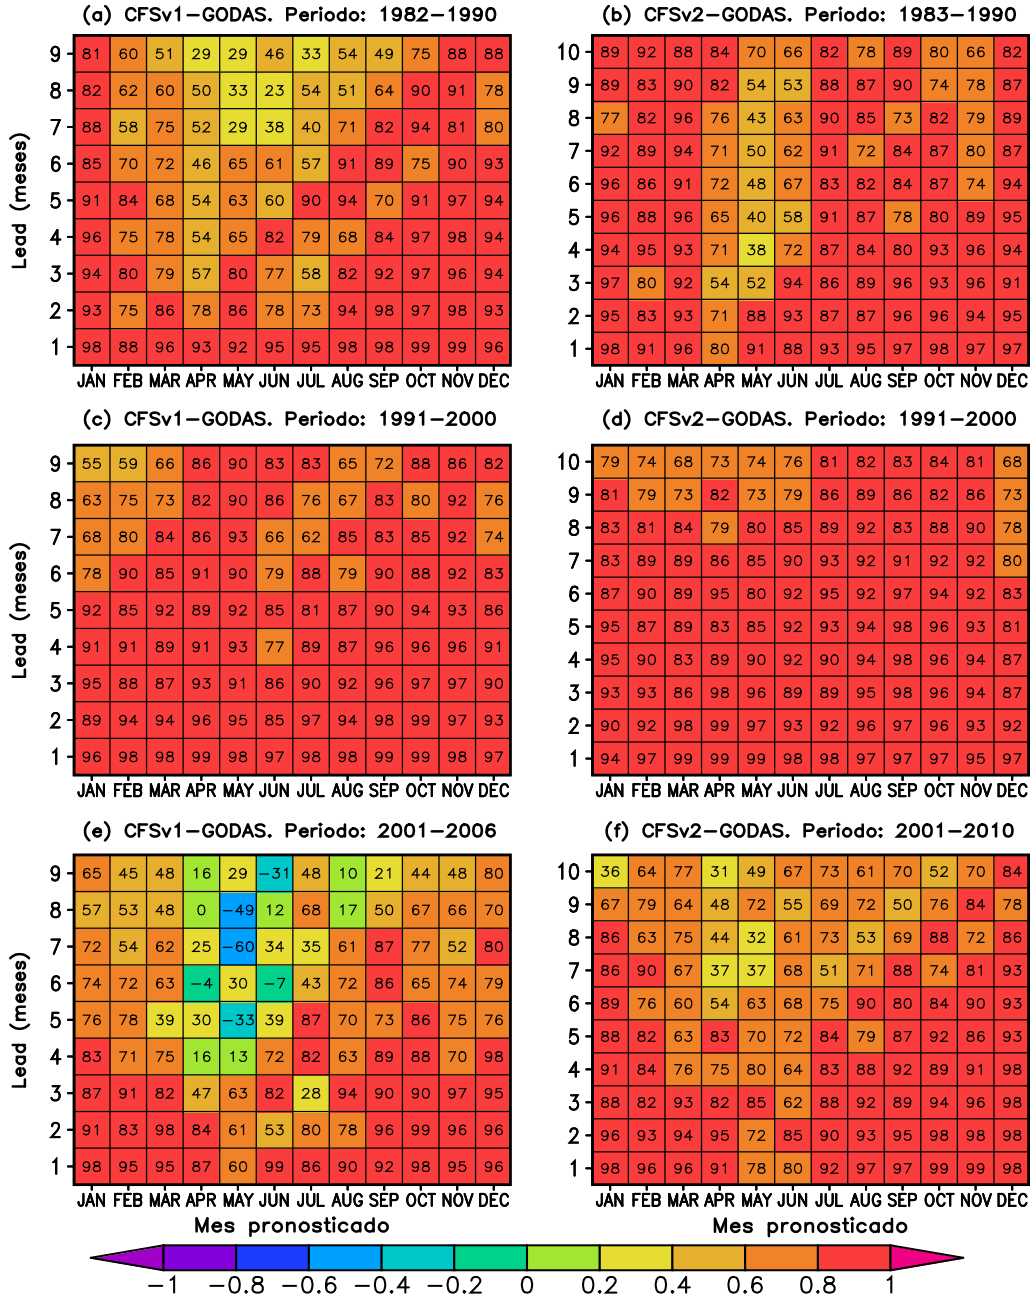 (a) CFSv1−GODAS. Periodo: 1982−1990
9 81 60 51 29 29 46 33 54 49 75 88 88
8 82 62 60 50 33 23 54 51 64 90 91 78
7 88 58 75 52 29 38 40 71 82 94 81 80
6 85 70 72 46 65 61 57 91 89 75 90 93
5 91 84 68 54 63 60 90 94 70 91 97 94
4 96 75 78 54 65 82 79 68 84 97 98 94
3 94 80 79 57 80 77 58 82 92 97 96 94
2 93 75 86 78 86 78 73 94 98 97 98 93
1 98 88 96 93 92 95 95 98 98 99 99 96
JAN FEB MAR APR MAY JUN JUL AUG SEP OCT NOV DEC
Lead (meses)
(b) CFSv2−GODAS. Periodo: 1983−1990
10 89 92 88 84 70 66 82 78 89 80 66 82
9 89 83 90 82 54 53 88 87 90 74 78 87
8 77 82 96 76 43 63 90 85 73 82 79 89
7 92 89 94 71 50 62 91 72 84 87 80 87
6 96 86 91 72 48 67 83 82 84 87 74 94
5 96 88 96 65 40 58 91 87 78 80 89 95
4 94 95 93 71 38 72 87 84 80 93 96 94
3 97 80 92 54 52 94 86 89 96 93 96 91
2 95 83 93 71 88 93 87 87 96 96 94 95
1 98 91 96 80 91 88 93 95 97 98 97 97
JAN FEB MAR APR MAY JUN JUL AUG SEP OCT NOV DEC
(c) CFSv1−GODAS. Periodo: 1991−2000
9 55 59 66 86 90 83 83 65 72 88 86 82
8 63 75 73 82 90 86 76 67 83 80 92 76
7 68 80 84 86 93 66 62 85 83 85 92 74
6 78 90 85 91 90 79 88 79 90 88 92 83
5 92 85 92 89 92 85 81 87 90 94 93 86
4 91 91 89 91 93 77 89 87 96 96 96 91
3 95 88 87 93 91 86 90 92 96 97 97 90
2 89 94 94 96 95 85 97 94 98 99 97 93
1 96 98 98 99 98 97 98 98 99 99 98 97
JAN FEB MAR APR MAY JUN JUL AUG SEP OCT NOV DEC
Lead (meses)
(d) CFSv2−GODAS. Periodo: 1991−2000
10 79 74 68 73 74 76 81 82 83 84 81 68
9 81 79 73 82 73 79 86 89 86 82 86 73
8 83 81 84 79 80 85 89 92 83 88 90 78
7 83 89 89 86 85 90 93 92 91 92 92 80
6 87 90 89 95 80 92 95 92 97 94 92 83
5 95 87 89 83 85 92 93 94 98 96 93 81
4 95 90 83 89 90 92 90 94 98 96 94 87
3 93 93 86 98 96 89 89 95 98 96 94 87
2 90 92 98 99 97 93 92 96 97 96 93 92
1 94 97 99 99 99 98 98 97 97 97 95 97
JAN FEB MAR APR MAY JUN JUL AUG SEP OCT NOV DEC
(e) CFSv1−GODAS. Periodo: 2001−2006
9 65 45 48 16 29 −31 48 10 21 44 48 80
8 57 53 48 0 −49 12 68 17 50 67 66 70
7 72 54 62 25 −60 34 35 61 87 77 52 80
6 74 72 63 −4 30 −7 43 72 86 65 74 79
5 76 78 39 30 −33 39 87 70 73 86 75 76
4 83 71 75 16 13 72 82 63 89 88 70 98
3 87 91 82 47 63 82 28 94 90 90 97 95
2 91 83 98 84 61 53 80 78 96 99 96 96
1 98 95 95 87 60 99 86 90 92 98 95 96
JAN FEB MAR APR MAY JUN JUL AUG SEP OCT NOV DEC
Lead (meses)
Mes pronosticado
(f) CFSv2−GODAS. Periodo: 2001−2010
10 36 64 77 31 49 67 73 61 70 52 70 84
9 67 79 64 48 72 55 69 72 50 76 84 78
8 86 63 75 44 32 61 73 53 69 88 72 86
7 86 90 67 37 37 68 51 71 88 74 81 93
6 89 76 60 54 63 68 75 90 80 84 90 93
5 88 82 63 83 70 72 84 79 87 92 86 93
4 91 84 76 75 80 64 83 88 92 89 91 98
3 88 82 93 82 85 62 88 92 89 94 96 98
2 96 93 94 95 72 85 90 93 95 98 98 98
1 98 96 96 91 78 80 92 97 97 99 99 98
JAN FEB MAR APR MAY JUN JUL AUG SEP OCT NOV DEC
Mes pronosticado
−1 −0.8 −0.6 −0.4 −0.2 0 0.2 0.4 0.6 0.8 1